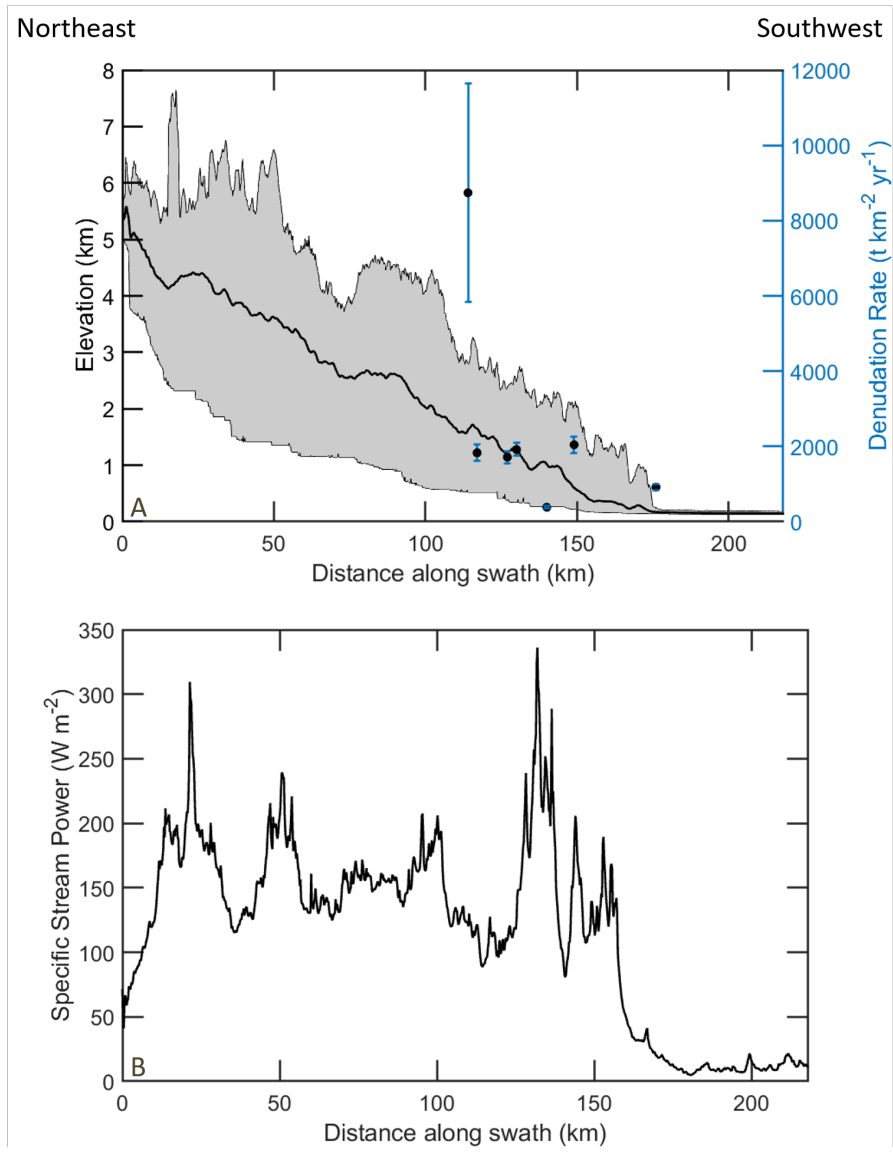 Northeast Southwest
8 12000
7
10000
6
8000
5
4 6000
3
4000
2
2000
1
0 0
A
0 50 100 150 200
Distance along swath (km)
Elevation (km)
Denudation Rate (t km⁻² yr⁻¹)
350
300
250
200
150
100
50
0
B
0 50 100 150 200
Distance along swath (km)
Specific Stream Power (W m⁻²)